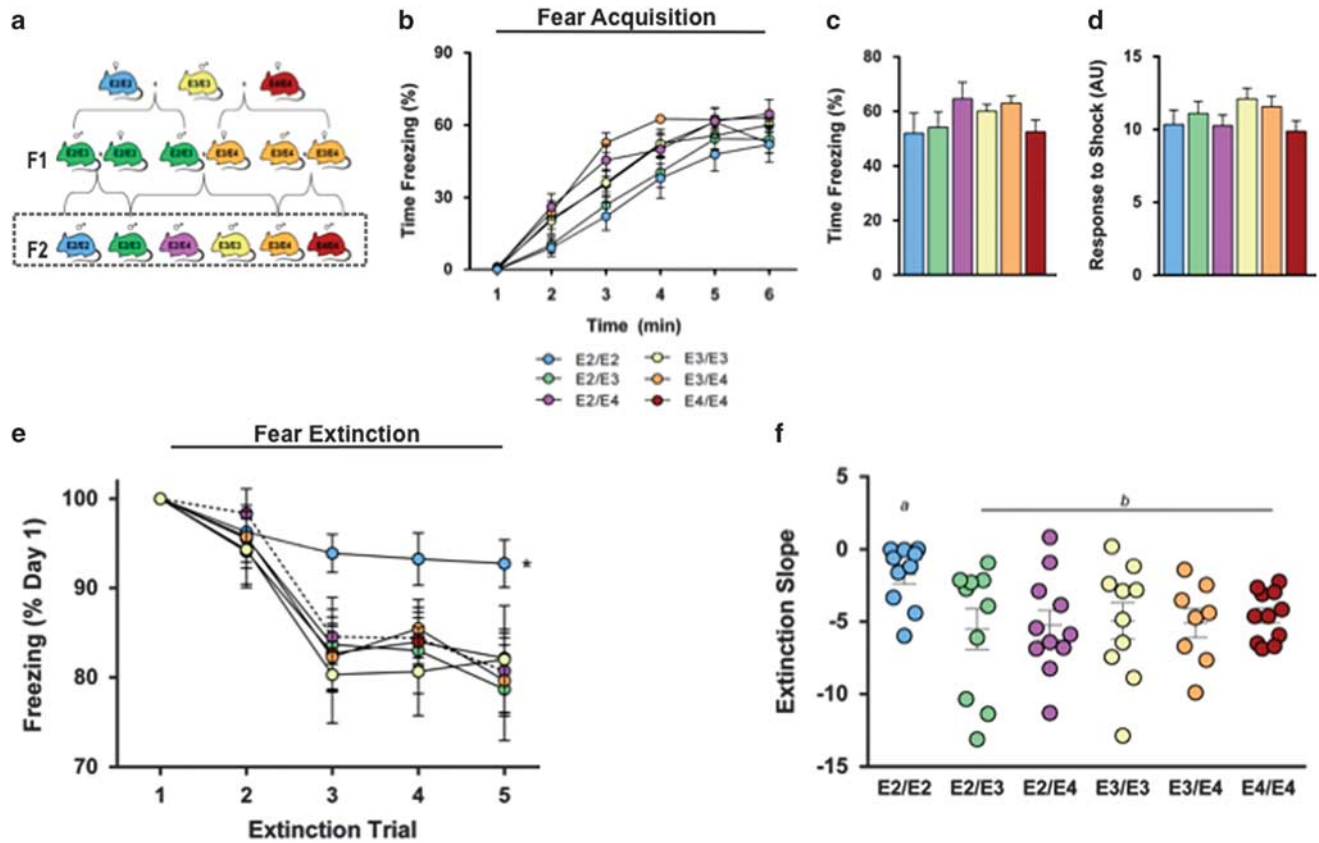 a
E2/E2 E3/E3 E4/E4
F1
E2/E3 E2/E3 E2/E3 E3/E4 E3/E4 E3/E4
F2
E2/E2 E2/E3 E2/E4 E3/E3 E3/E4 E4/E4
b
Fear Acquisition
Time Freezing (%)
90
60
30
0
1 2 3 4 5 6
Time (min)
E2/E2 E3/E3
E2/E3 E3/E4
E2/E4 E4/E4
c
Time Freezing (%)
80
60
40
20
0
d
Response to Shock (AU)
15
10
5
0
e
Fear Extinction
Freezing (% Day 1)
100
90
80
70
*
1 2 3 4 5
Extinction Trial
f
Extinction Slope
5
0
-5
-10
-15
a
b
E2/E2 E2/E3 E2/E4 E3/E3 E3/E4 E4/E4